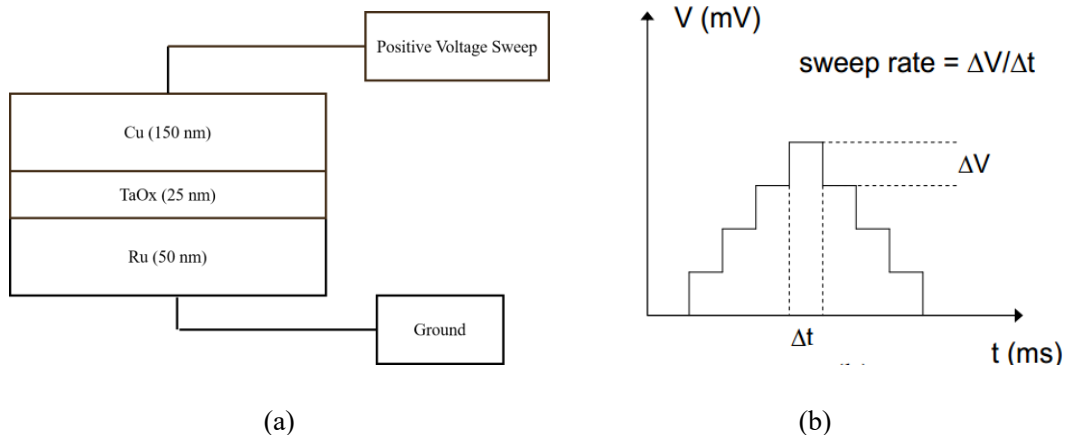 Positive Voltage Sweep
Cu (150 nm)
TaOx (25 nm)
Ru (50 nm)
Ground
(a)
V (mV)
sweep rate = ΔV/Δt
ΔV
Δt
t (ms)
(b)